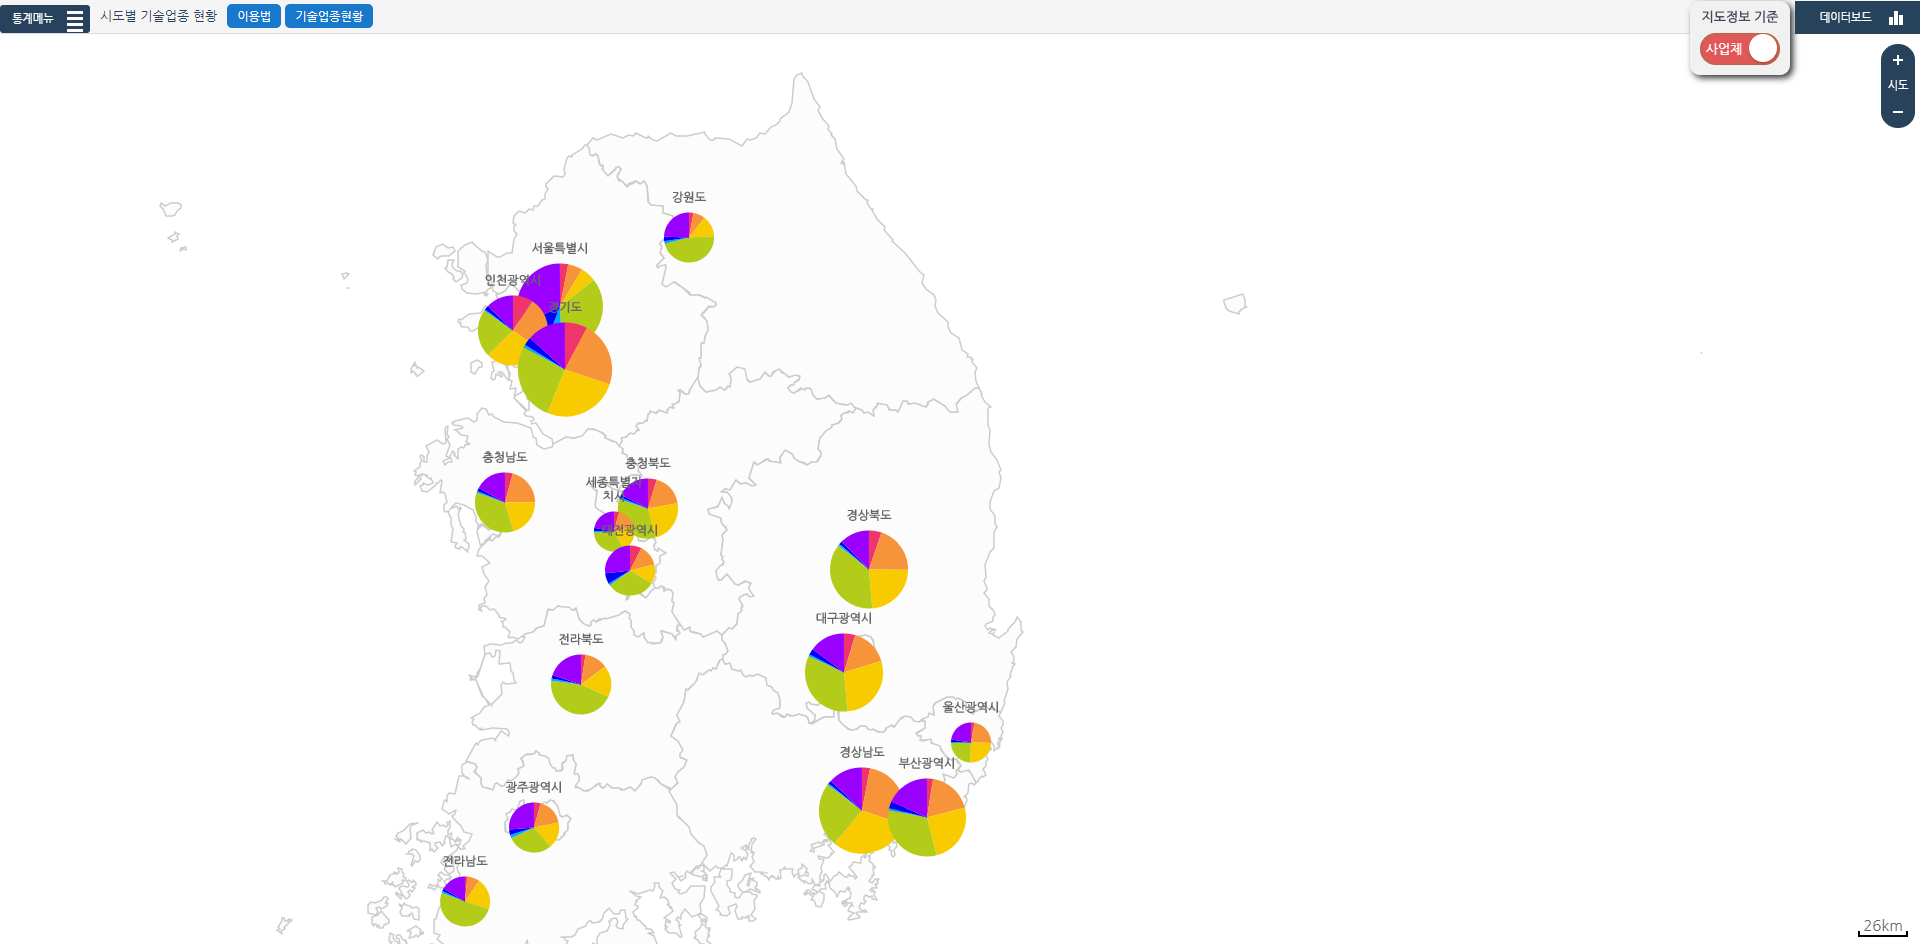 통계메뉴
시도별 기술업종 현황
이용법
기술업종현황
지도정보 기준
사업체
데이터보드
+
시도
−
강원도
서울특별시
인천광역시
경기도
충청남도
충청북도
세종특별자
치시
대전광역시
경상북도
대구광역시
전라북도
울산광역시
경상남도
부산광역시
광주광역시
전라남도
26km